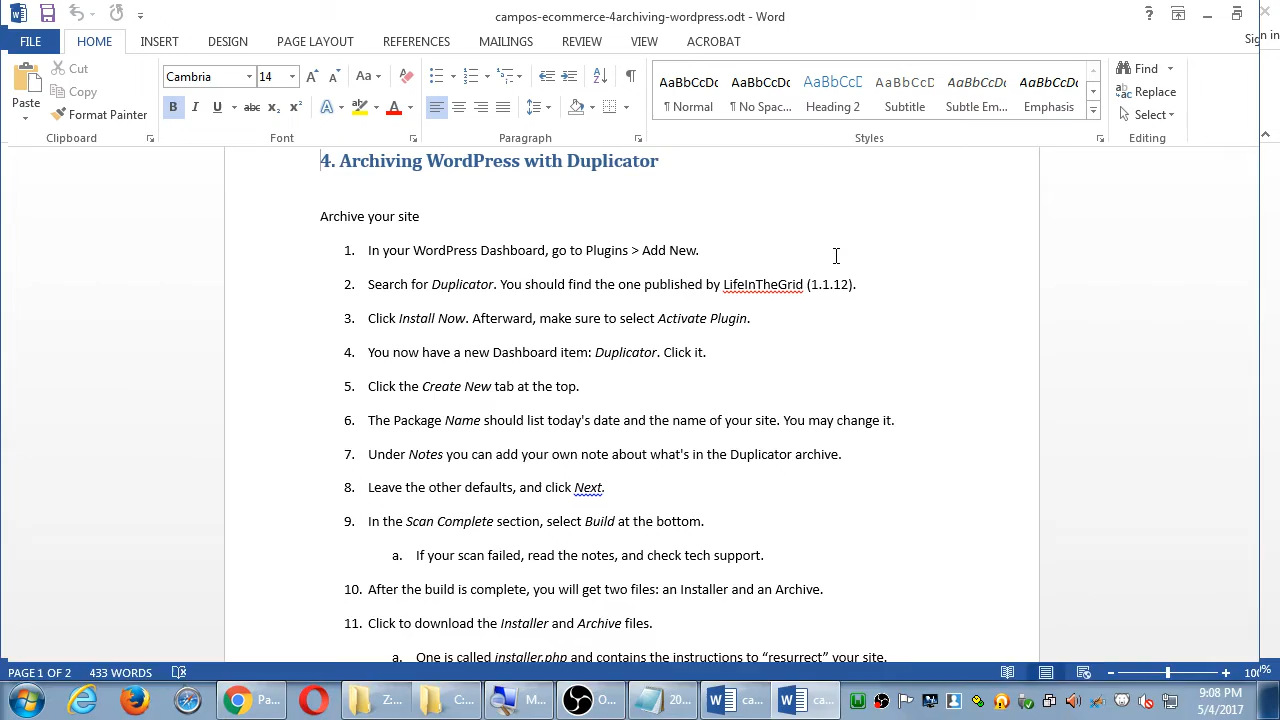 campos-ecommerce-4archiving-wordpress.odt - Word
FILE HOME INSERT DESIGN PAGE LAYOUT REFERENCES MAILINGS REVIEW VIEW ACROBAT Sign in
Paste
Cut
Copy
Format Painter
Clipboard
Cambria 14
Font
Paragraph
AaBbCcDc AaBbCcDc AaBbCcD AaBbCcD AaBbCcDc AaBbCcDc
¶ Normal ¶ No Spac... Heading 2 Subtitle Subtle Em... Emphasis
Styles
Find
Replace
Select
Editing
4. Archiving WordPress with Duplicator
Archive your site
1. In your WordPress Dashboard, go to Plugins > Add New.
2. Search for Duplicator. You should find the one published by LifeInTheGrid (1.1.12).
3. Click Install Now. Afterward, make sure to select Activate Plugin.
4. You now have a new Dashboard item: Duplicator. Click it.
5. Click the Create New tab at the top.
6. The Package Name should list today's date and the name of your site. You may change it.
7. Under Notes you can add your own note about what's in the Duplicator archive.
8. Leave the other defaults, and click Next.
9. In the Scan Complete section, select Build at the bottom.
a. If your scan failed, read the notes, and check tech support.
10. After the build is complete, you will get two files: an Installer and an Archive.
11. Click to download the Installer and Archive files.
a. One is called installer.php and contains the instructions to “resurrect” your site.
PAGE 1 OF 2 433 WORDS 100%
Pa... Z:... C:... M... O... 20... ca... ca...
9:08 PM
5/4/2017